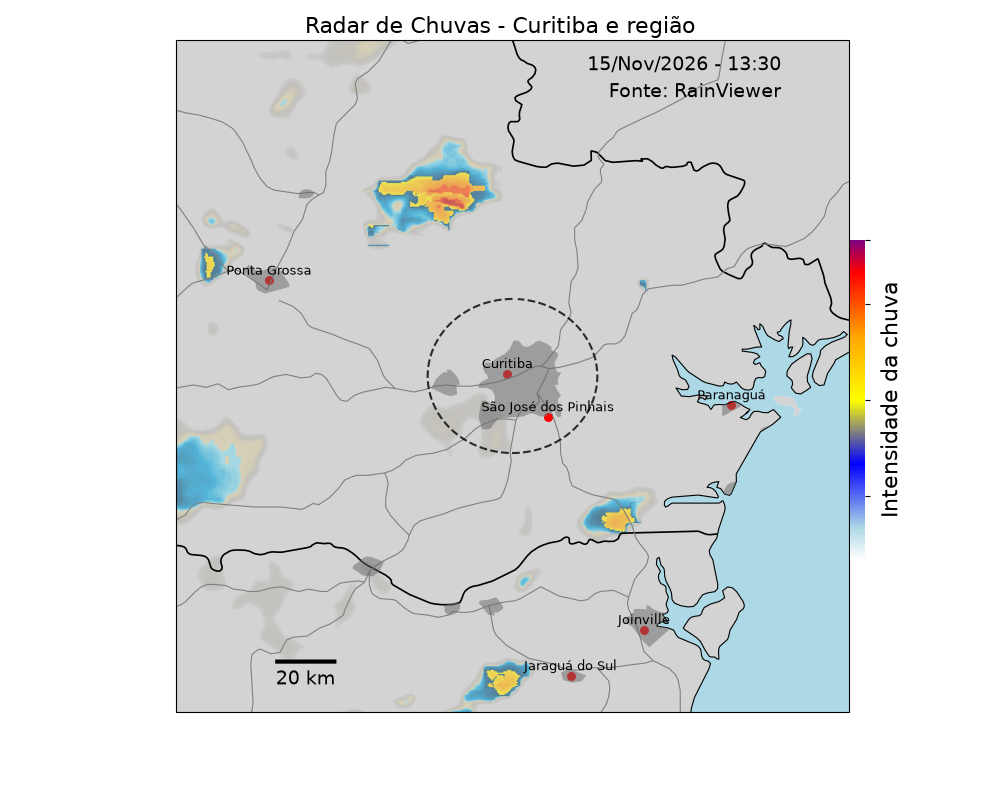 Radar de Chuvas - Curitiba e região
15/Nov/2026 - 13:30
Fonte: RainViewer
Ponta Grossa
Curitiba
São José dos Pinhais
Paranaguá
Joinville
Jaraguá do Sul
20 km
Intensidade da chuva